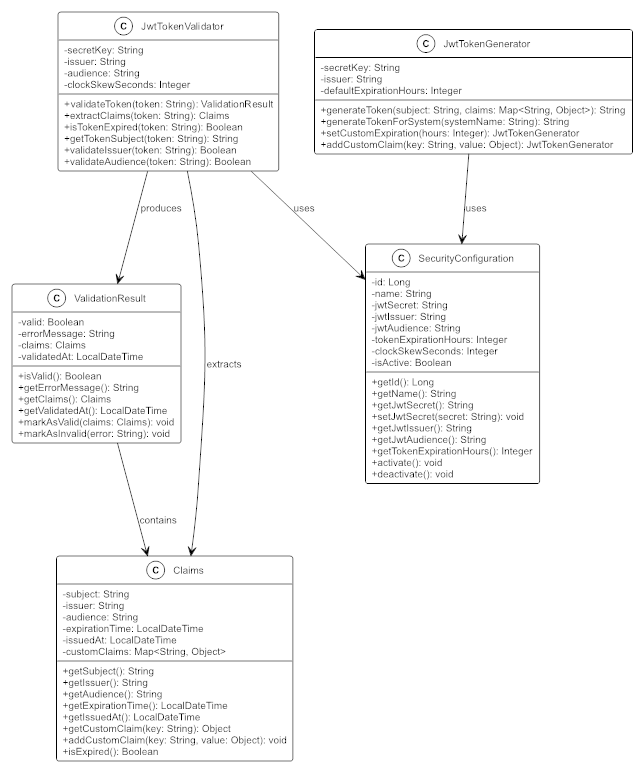 C JwtTokenValidator
-secretKey: String
-issuer: String
-audience: String
-clockSkewSeconds: Integer
+validateToken(token: String): ValidationResult
+extractClaims(token: String): Claims
+isTokenExpired(token: String): Boolean
+getTokenSubject(token: String): String
+validateIssuer(token: String): Boolean
+validateAudience(token: String): Boolean
C JwtTokenGenerator
-secretKey: String
-issuer: String
-defaultExpirationHours: Integer
+generateToken(subject: String, claims: Map<String, Object>): String
+generateTokenForSystem(systemName: String): String
+setCustomExpiration(hours: Integer): JwtTokenGenerator
+addCustomClaim(key: String, value: Object): JwtTokenGenerator
produces
uses
uses
C SecurityConfiguration
-id: Long
-name: String
-jwtSecret: String
-jwtIssuer: String
-jwtAudience: String
-tokenExpirationHours: Integer
-clockSkewSeconds: Integer
-isActive: Boolean
+getId(): Long
+getName(): String
+getJwtSecret(): String
+setJwtSecret(secret: String): void
+getJwtIssuer(): String
+getJwtAudience(): String
+getTokenExpirationHours(): Integer
+activate(): void
+deactivate(): void
C ValidationResult
-valid: Boolean
-errorMessage: String
-claims: Claims
-validatedAt: LocalDateTime
+isValid(): Boolean
+getErrorMessage(): String
+getClaims(): Claims
+getValidatedAt(): LocalDateTime
+markAsValid(claims: Claims): void
+markAsInvalid(error: String): void
extracts
contains
C Claims
-subject: String
-issuer: String
-audience: String
-expirationTime: LocalDateTime
-issuedAt: LocalDateTime
-customClaims: Map<String, Object>
+getSubject(): String
+getIssuer(): String
+getAudience(): String
+getExpirationTime(): LocalDateTime
+getIssuedAt(): LocalDateTime
+getCustomClaim(key: String): Object
+addCustomClaim(key: String, value: Object): void
+isExpired(): Boolean